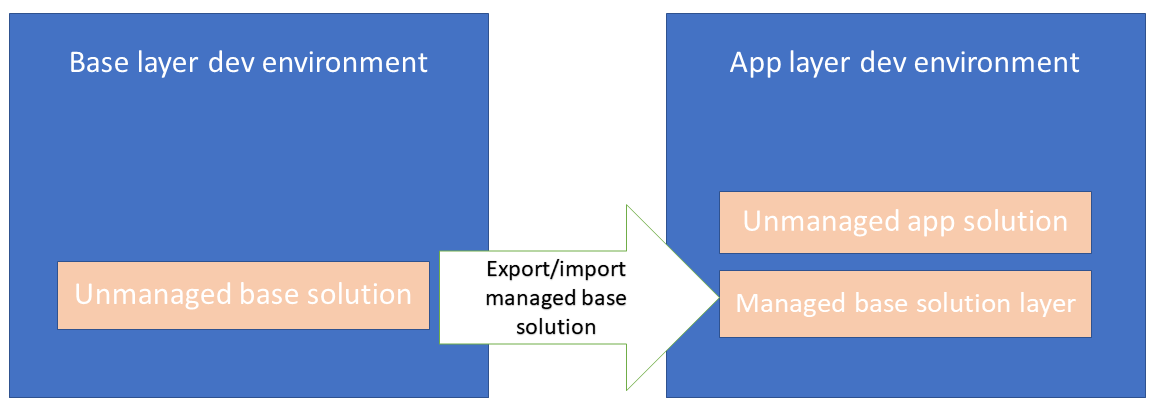 Base layer dev environment
Unmanaged base solution
Export/import
managed base
solution
App layer dev environment
Unmanaged app solution
Managed base solution layer